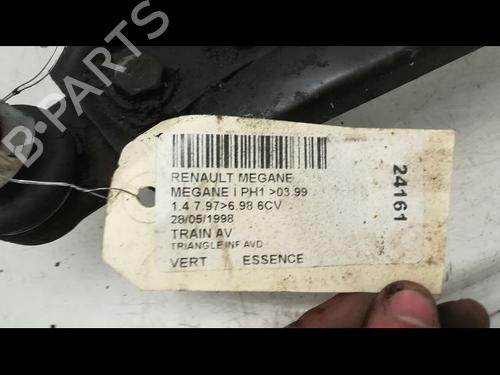 RENAULT MEGANE
MEGANE I PH1 >03.99
1.4 7.97>6.98 6CV
28/05/1998
TRAIN AV
TRIANGLE INF AVD
VERT ESSENCE
24161
B-PARTS